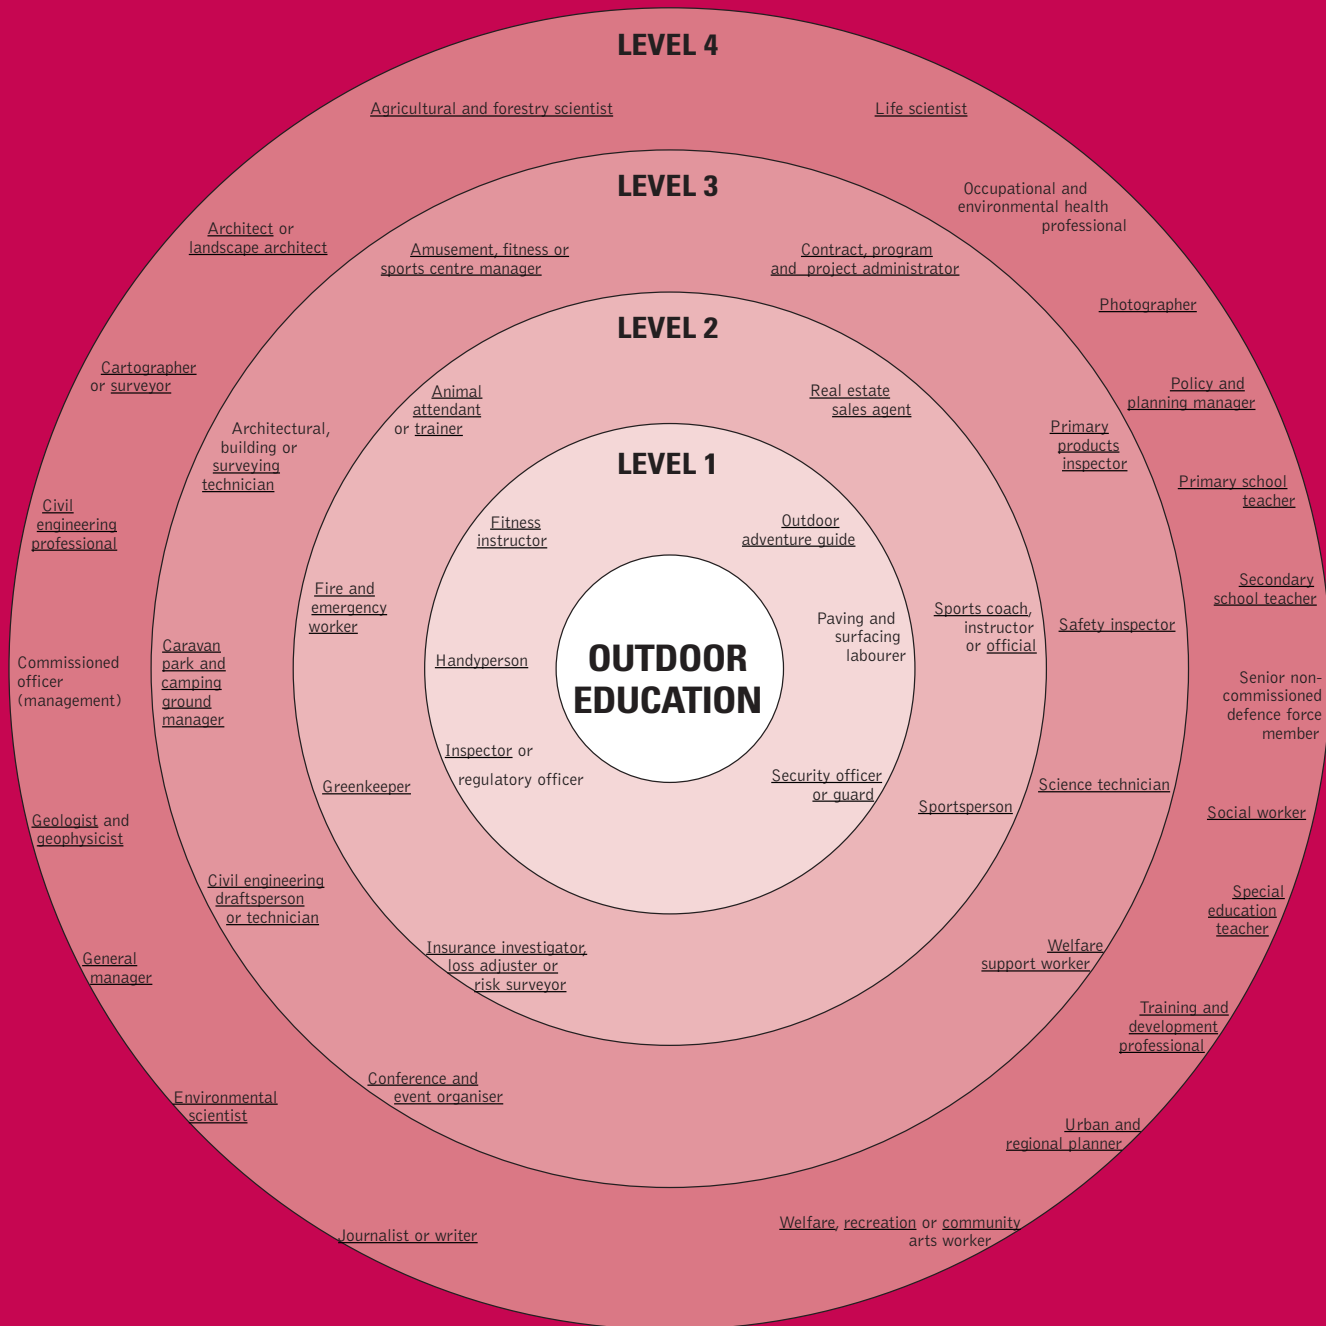 LEVEL 4
Agricultural and forestry scientist
Life scientist
Occupational and
environmental health
professional
Architect or
landscape architect
Photographer
Cartographer
or surveyor
Policy and
planning manager
Primary school
teacher
Civil
engineering
professional
Secondary
school teacher
Commissioned
officer
(management)
Senior non-
commissioned
defence force
member
Geologist and
geophysicist
Social worker
Special
education
teacher
General
manager
Training and
development
professional
Environmental
scientist
Urban and
regional planner
Journalist or writer
Welfare, recreation or community
arts worker
LEVEL 3
Amusement, fitness or
sports centre manager
Contract, program
and project administrator
Architectural,
building or
surveying
technician
Primary
products
inspector
Caravan
park and
camping
ground
manager
Safety inspector
Science technician
Civil engineering
draftsperson
or technician
Welfare
support worker
Conference and
event organiser
LEVEL 2
Animal
attendant
or trainer
Real estate
sales agent
Fire and
emergency
worker
Sports coach,
instructor
or official
Greenkeeper
Sportsperson
Insurance investigator,
loss adjuster or
risk surveyor
LEVEL 1
Fitness
instructor
Outdoor
adventure guide
Handyperson
Paving and
surfacing
labourer
Inspector or
regulatory officer
Security officer
or guard
OUTDOOR
EDUCATION